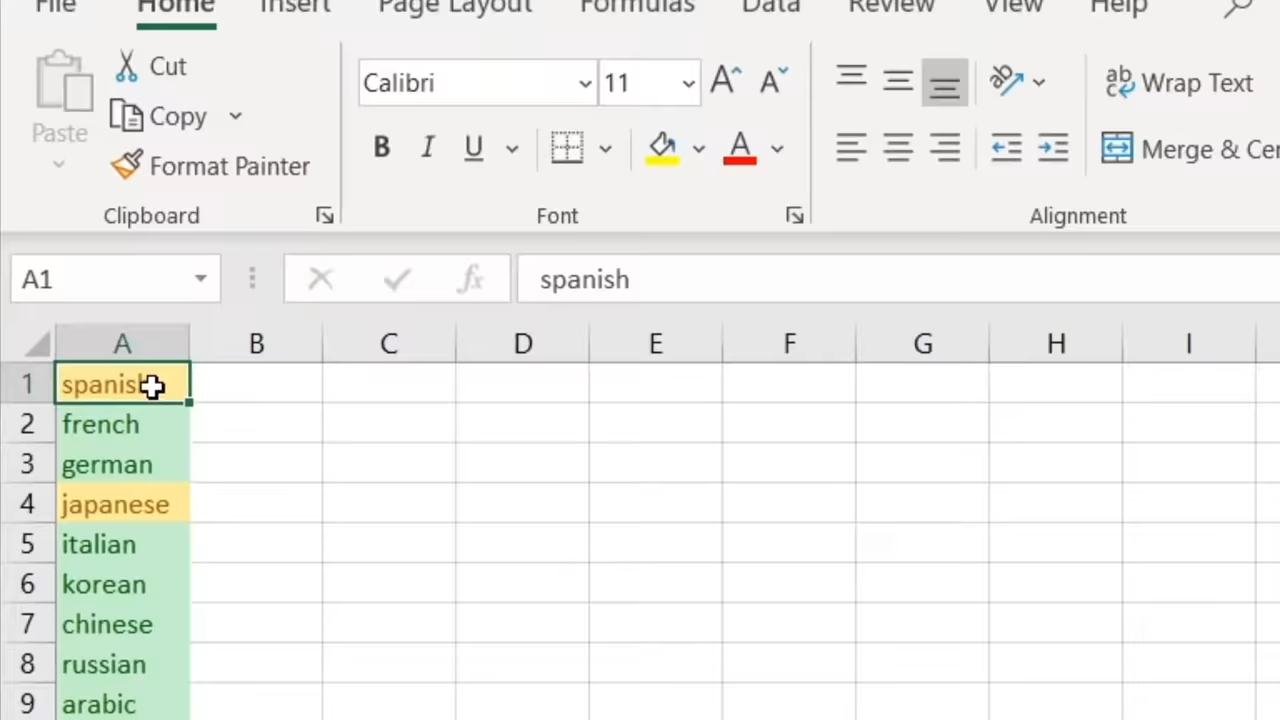 File Home Insert Page Layout Formulas Data Review View Help
Cut
Calibri 11 A A ab Wrap Text
Copy
Paste B I U A Merge & Cen
Format Painter
Clipboard Font Alignment
A1 fx spanish
A B C D E F G H I
1 spanish
2 french
3 german
4 japanese
5 italian
6 korean
7 chinese
8 russian
9 arabic